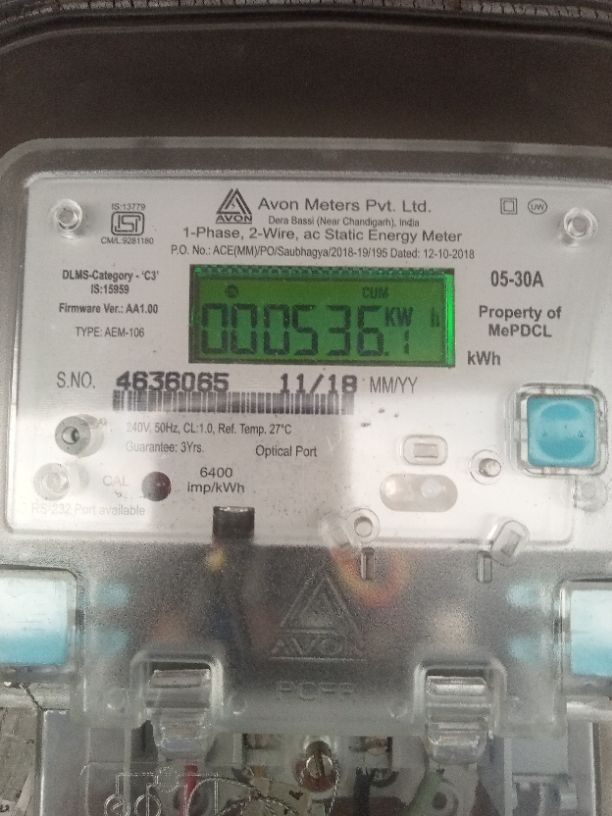 IS:13779
ISI
CM/L:9281180
AVON
Avon Meters Pvt. Ltd.
Dera Bassi (Near Chandigarh), India
UW
1-Phase, 2-Wire, ac Static Energy Meter
P.O. No.: ACE(MM)/PO/Saubhagya/2018-19/195 Dated: 12-10-2018
DLMS-Category - 'C3'
IS:15959
Firmware Ver.: AA1.00
TYPE: AEM-106
CUM
000536.1 KW h
05-30A
Property of
MePDCL
kWh
S.NO. 4636065 11/18 MM/YY
240V, 50Hz, CL:1.0, Ref. Temp. 27°C
Guarantee: 3Yrs.
Optical Port
CAL
6400
imp/kWh
RS-232 Port available
AVON